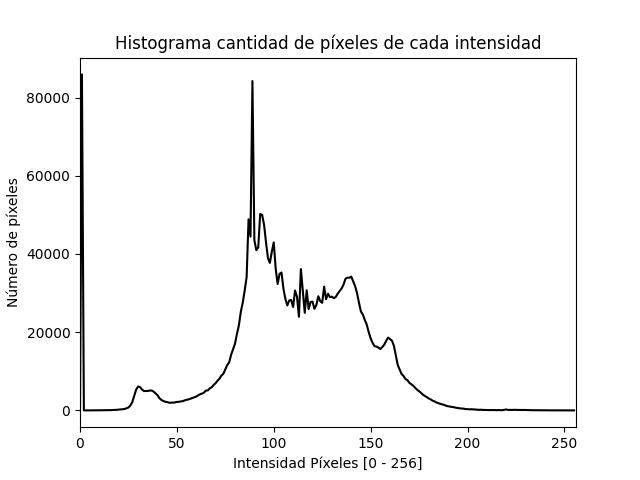 Histograma cantidad de píxeles de cada intensidad
Número de píxeles
80000
60000
40000
20000
0
0 50 100 150 200 250
Intensidad Píxeles [0 - 256]